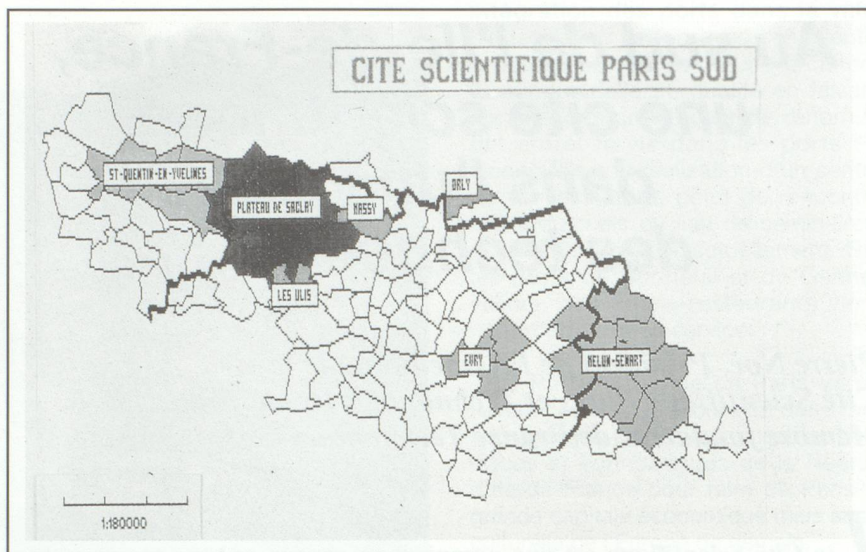 CITE SCIENTIFIQUE PARIS SUD
ST-QUENTIN-EN-YVELINES
PLATEAU DE SACLAY
MASSY
ORLY
LES ULIS
EVRY
MELUN-SENART
1:180000